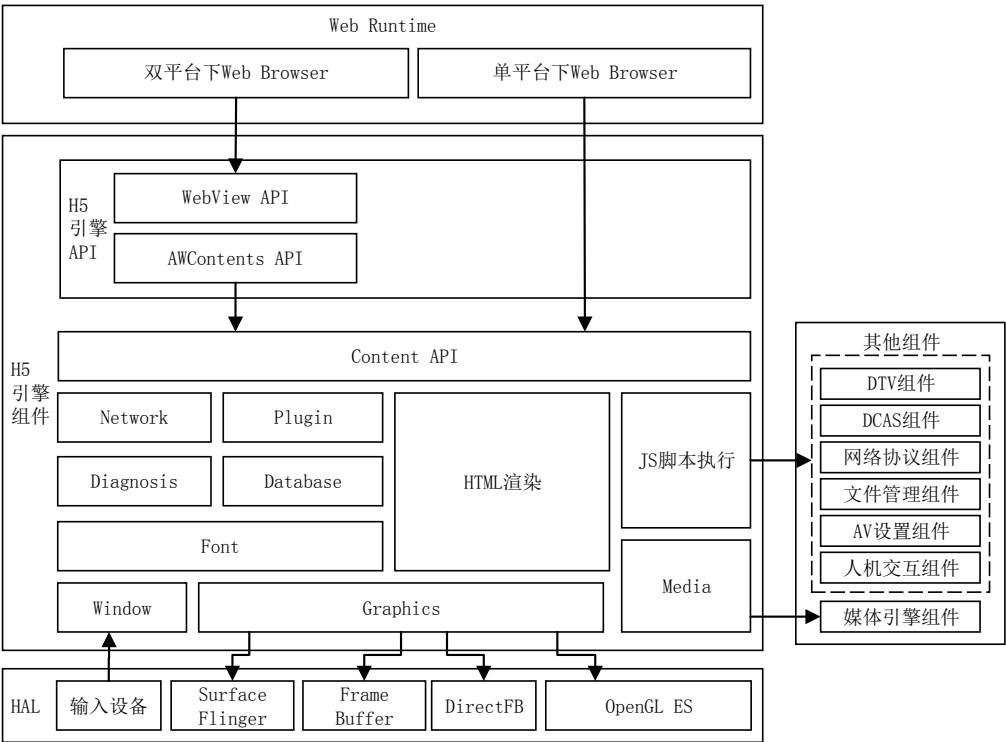 Web Runtime
双平台下Web Browser
单平台下Web Browser
H5
引擎
API
WebView API
AWContents API
H5
引擎
组件
Content API
Network
Plugin
HTML渲染
JS脚本执行
Diagnosis
Database
Font
Media
Window
Graphics
其他组件
DTV组件
DCAS组件
网络协议组件
文件管理组件
AV设置组件
人机交互组件
媒体引擎组件
HAL
输入设备
Surface
Flinger
Frame
Buffer
DirectFB
OpenGL ES